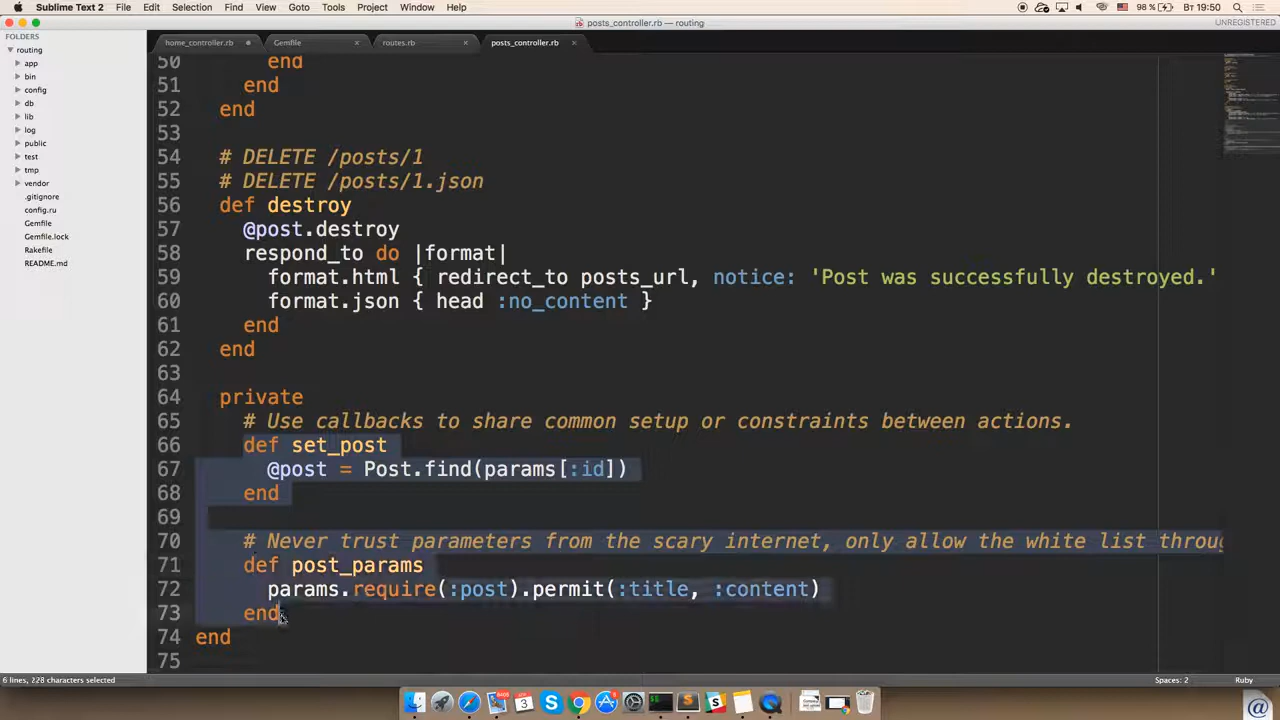 Sublime Text 2 File Edit Selection Find View Goto Tools Project Window Help 98 % Вт 19:50
posts_controller.rb — routing UNREGISTERED
FOLDERS
routing
app
bin
config
db
lib
log
public
test
tmp
vendor
.gitignore
config.ru
Gemfile
Gemfile.lock
Rakefile
README.md
home_controller.rb Gemfile routes.rb posts_controller.rb
50 end
51 end
52 end
53
54 # DELETE /posts/1
55 # DELETE /posts/1.json
56 def destroy
57 @post.destroy
58 respond_to do |format|
59 format.html { redirect_to posts_url, notice: 'Post was successfully destroyed.'
60 format.json { head :no_content }
61 end
62 end
63
64 private
65 # Use callbacks to share common setup or constraints between actions.
66 def set_post
67 @post = Post.find(params[:id])
68 end
69
70 # Never trust parameters from the scary internet, only allow the white list throug
71 def post_params
72 params.require(:post).permit(:title, :content)
73 end
74 end
75
6 lines, 228 characters selected Spaces: 2 Ruby